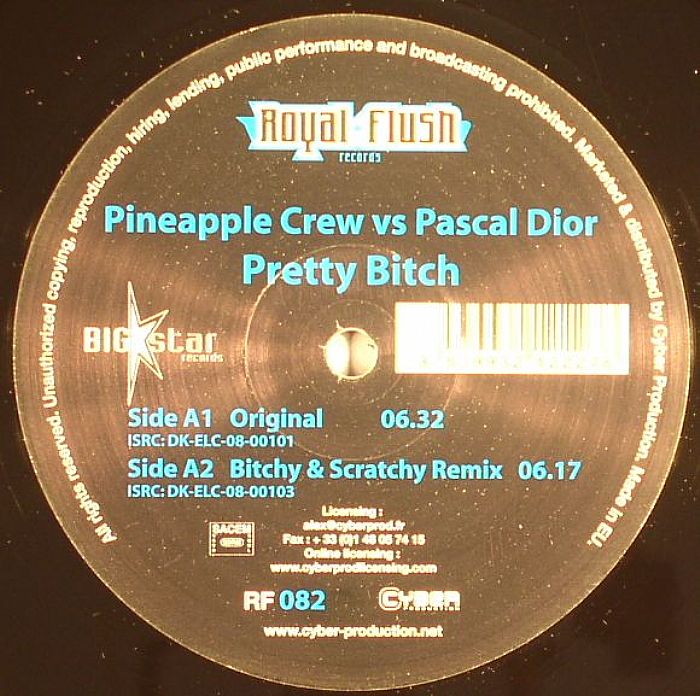 All rights reserved. Unauthorized copying, reproduction, hiring, lending, public performance and broadcasting prohibited. Marketed & distributed by Cyber Production. Made in EU.
Royal Flush
records
Pineapple Crew vs Pascal Dior
Pretty Bitch
BIG star
records
Side A1 Original 06.32
ISRC: DK-ELC-08-00101
Side A2 Bitchy & Scratchy Remix 06.17
ISRC: DK-ELC-08-00103
SACEM
Licensing :
alex@cyberprod.fr
Fax : + 33 (0)1 48 05 74 15
Online licensing :
www.cyberprodlicensing.com
RF 082
CYBER
www.cyber-production.net